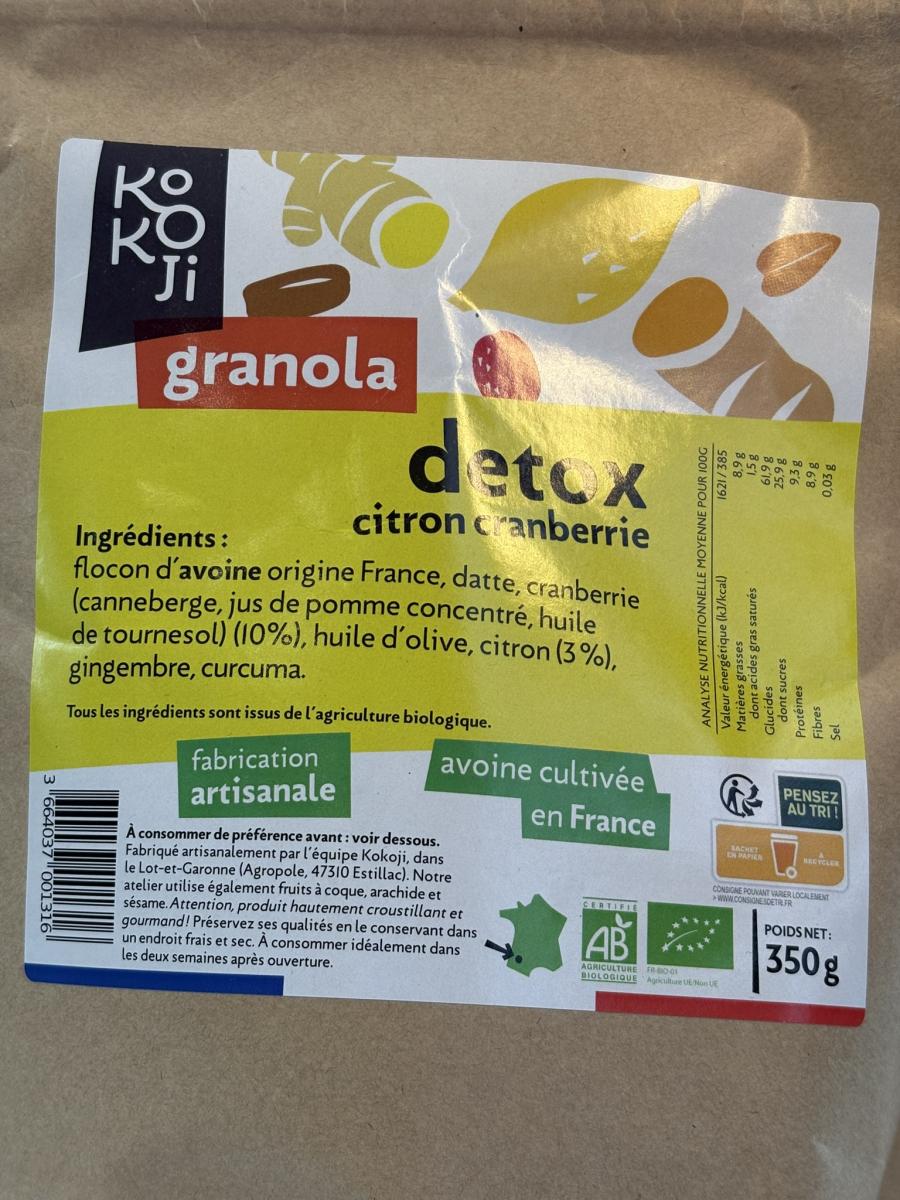 KoKOJi
granola
detox
citron cranberrie
Ingrédients :
flocon d'avoine origine France, datte, cranberrie
(canneberge, jus de pomme concentré, huile
de tournesol) (10%), huile d'olive, citron (3%),
gingembre, curcuma.
Tous les ingrédients sont issus de l'agriculture biologique.
ANALYSE NUTRITIONNELLE MOYENNE POUR 100G
Valeur énergétique (kJ/kcal) 1621 / 385
Matières grasses 8,9 g
dont acides gras saturés 1,5 g
Glucides 61,9 g
dont sucres 25,9 g
Protéines 9,3 g
Fibres 8,9 g
Sel 0,03 g
fabrication
artisanale
avoine cultivée
en France
3 664037 001316
À consommer de préférence avant : voir dessous.
Fabriqué artisanalement par l'équipe Kokoji, dans
le Lot-et-Garonne (Agropole, 47310 Estillac). Notre
atelier utilise également fruits à coque, arachide et
sésame. Attention, produit hautement croustillant et
gourmand ! Préservez ses qualités en le conservant dans
un endroit frais et sec. À consommer idéalement dans
les deux semaines après ouverture.
PENSEZ
AU TRI !
SACHET
EN PAPIER
À
RECYCLER
CONSIGNE POUVANT VARIER LOCALEMENT
> WWW.CONSIGNESDETRI.FR
CERTIFIÉ
AB
AGRICULTURE
BIOLOGIQUE
FR-BIO-01
Agriculture UE/Non UE
POIDS NET :
350 g